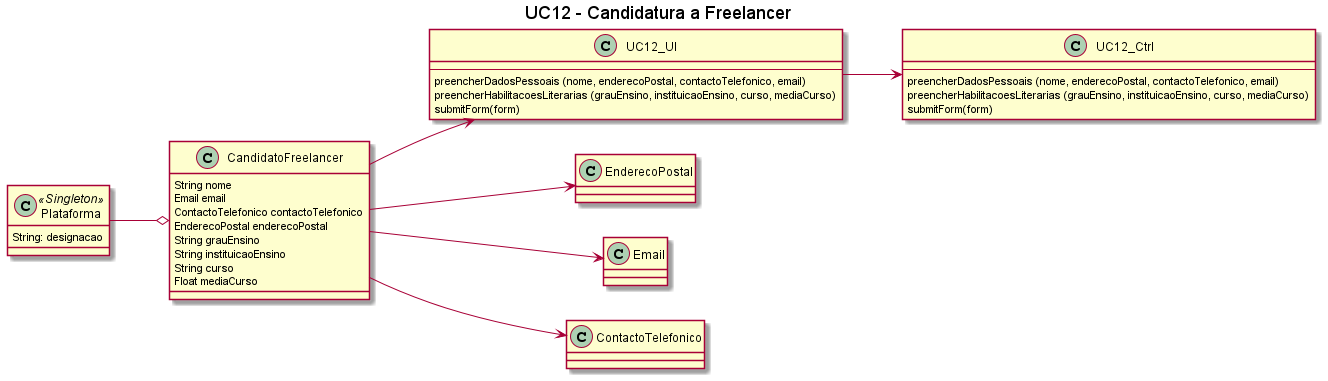 UC12 - Candidatura a Freelancer
C UC12_UI
preencherDadosPessoais (nome, enderecoPostal, contactoTelefonico, email)
preencherHabilitacoesLiterarias (grauEnsino, instituicaoEnsino, curso, mediaCurso)
submitForm(form)
C UC12_Ctrl
preencherDadosPessoais (nome, enderecoPostal, contactoTelefonico, email)
preencherHabilitacoesLiterarias (grauEnsino, instituicaoEnsino, curso, mediaCurso)
submitForm(form)
C «Singleton»
Plataforma
String: designacao
C CandidatoFreelancer
String nome
Email email
ContactoTelefonico contactoTelefonico
EnderecoPostal enderecoPostal
String grauEnsino
String instituicaoEnsino
String curso
Float mediaCurso
C EnderecoPostal
C Email
C ContactoTelefonico